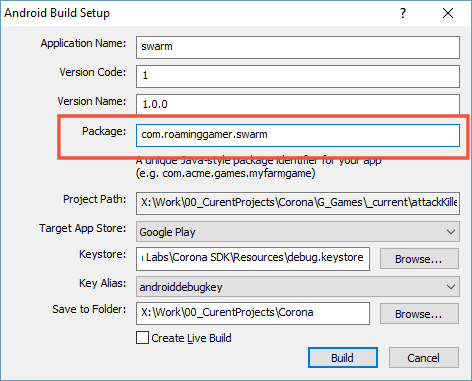 Android Build Setup
Application Name: swarm
Version Code: 1
Version Name: 1.0.0
Package: com.roaminggamer.swarm
A unique Java-style package identifier for your app
(e.g. com.acme.games.myfarmgame)
Project Path: X:\Work\00_CurentProjects\Corona\G_Games\_current\attackKille
Target App Store: Google Play
Keystore: Labs\Corona SDK\Resources\debug.keystore Browse...
Key Alias: androiddebugkey
Save to Folder: X:\Work\00_CurentProjects\Corona Browse...
Create Live Build
Build Cancel